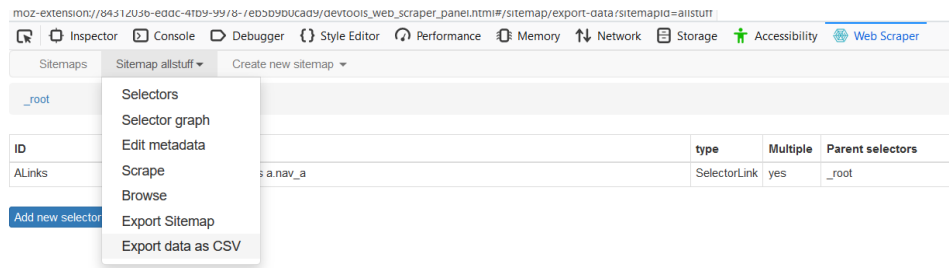 moz-extension://84312036-eddc-4fb9-9978-7eb5b9b0cad9/devtools_web_scraper_panel.html#/sitemap/export-data?sitemapId=allstuff
Inspector Console Debugger Style Editor Performance Memory Network Storage Accessibility Web Scraper
Sitemaps Sitemap allstuff Create new sitemap
_root
Selectors
Selector graph
Edit metadata
Scrape
Browse
Export Sitemap
Export data as CSV
ID type Multiple Parent selectors
ALinks s a.nav_a SelectorLink yes _root
Add new selector